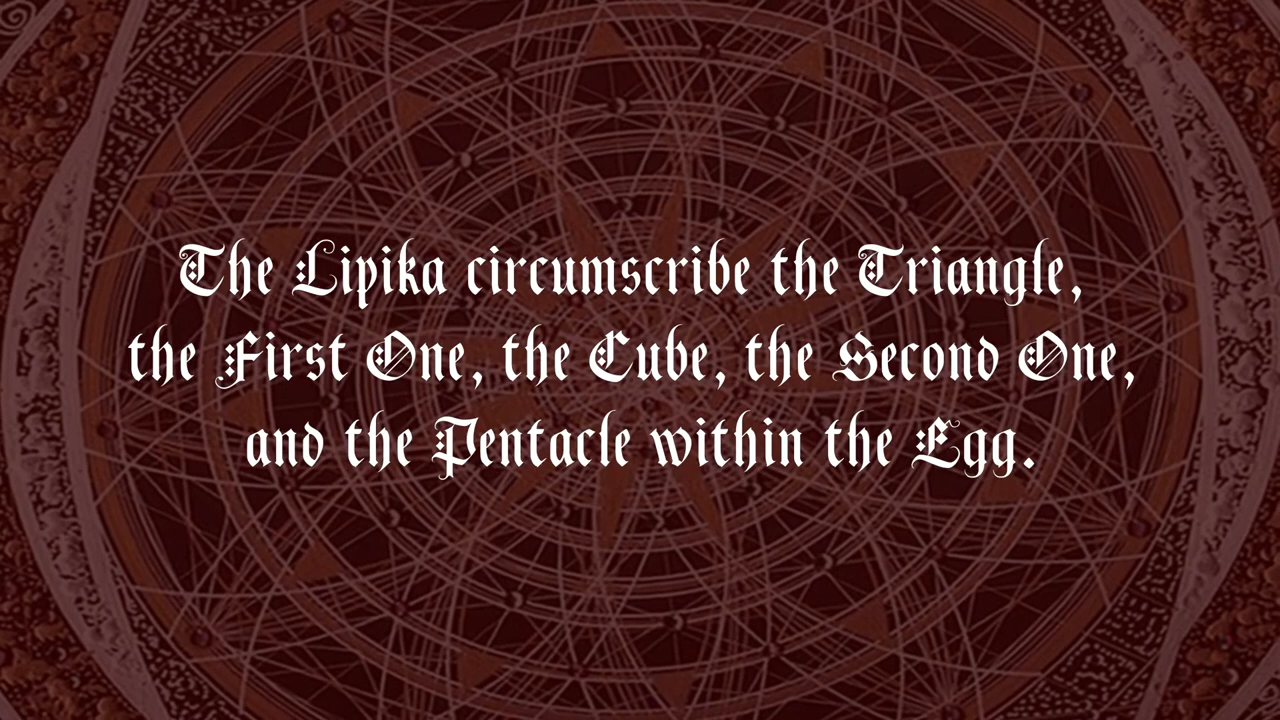 The Lipika circumscribe the Triangle,
the First One, the Cube, the Second One,
and the Pentacle within the Egg.